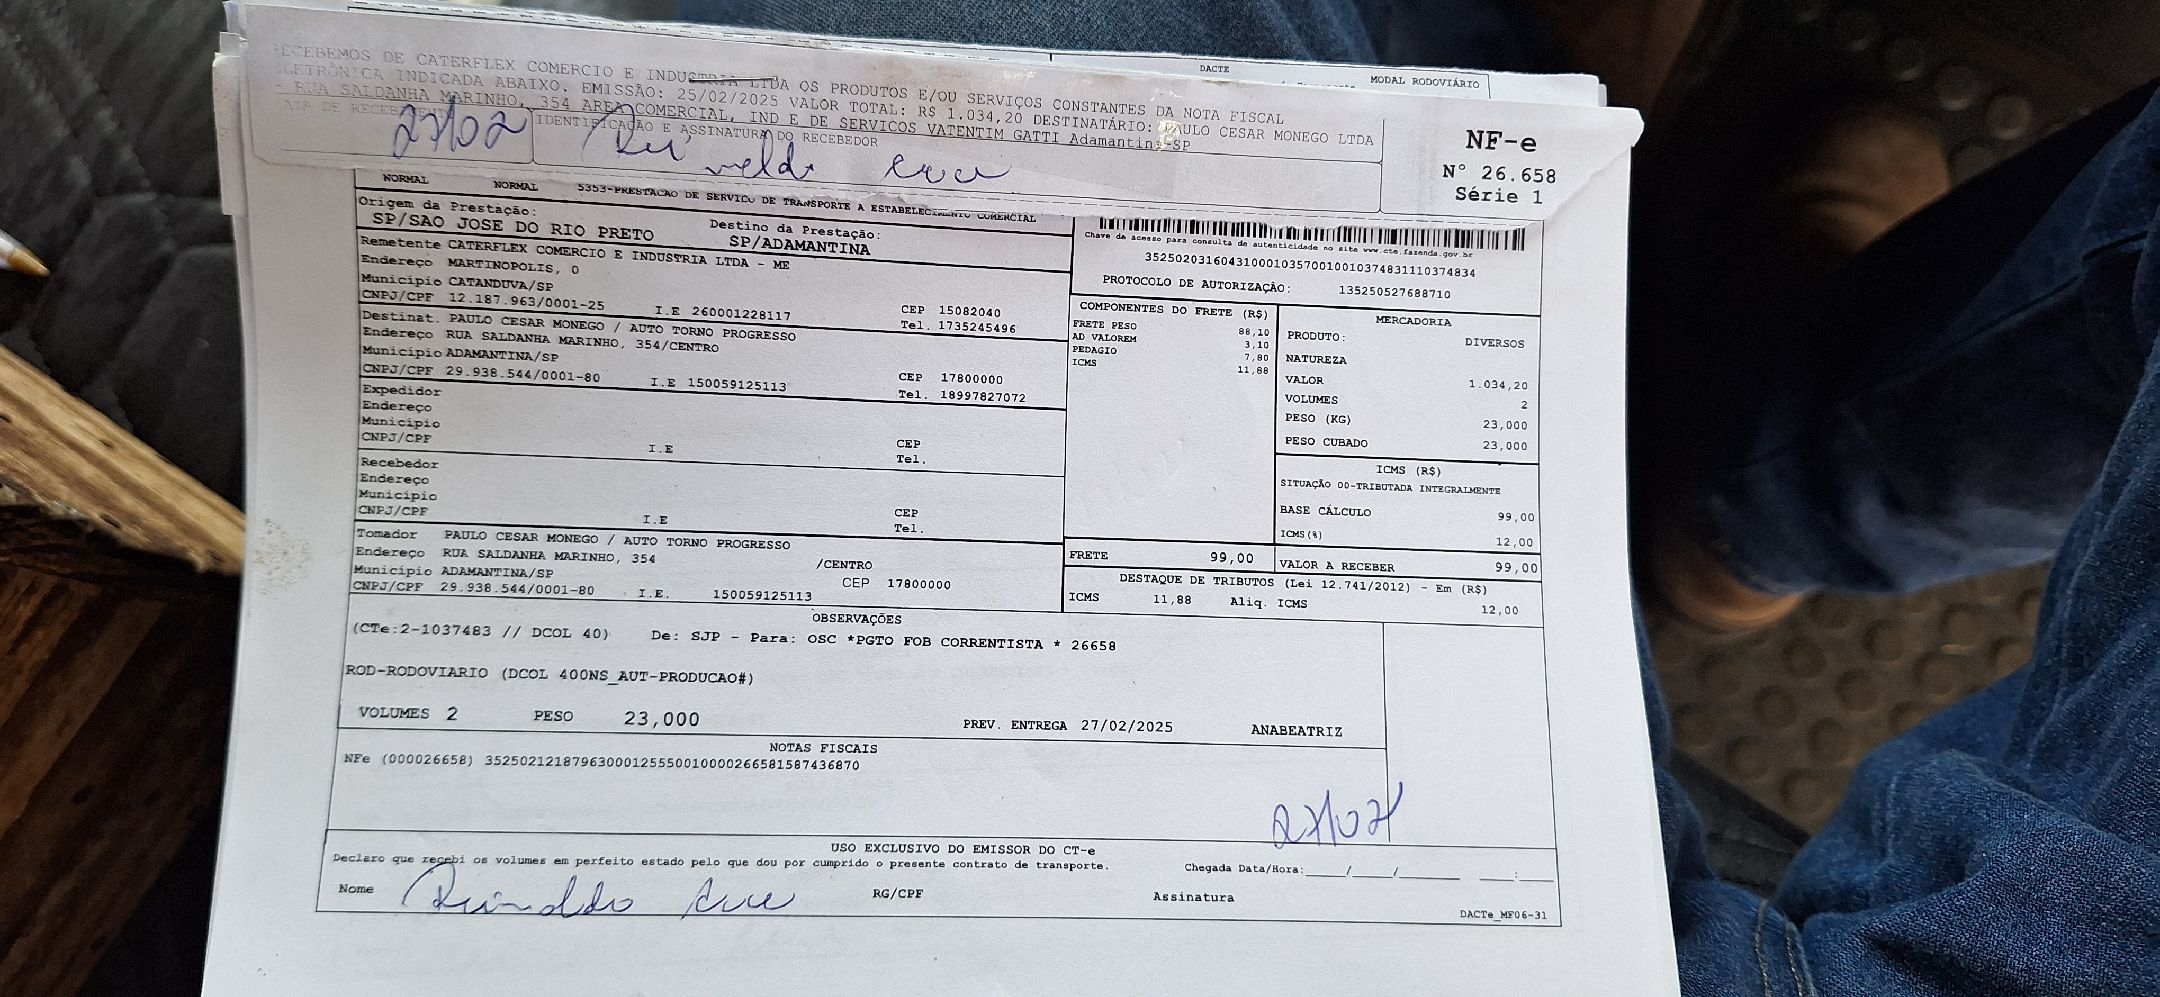 DACTE
MODAL RODOVIÁRIO
RECEBEMOS DE CATERFLEX COMERCIO E INDUSTRIA LTDA OS PRODUTOS E/OU SERVIÇOS CONSTANTES DA NOTA FISCAL
ELETRÔNICA INDICADA ABAIXO. EMISSÃO: 25/02/2025 VALOR TOTAL: R$ 1.034,20 DESTINATÁRIO: PAULO CESAR MONEGO LTDA
- RUA SALDANHA MARINHO, 354 AREA COMERCIAL, IND E DE SERVICOS VATENTIM GATTI Adamantina-SP
DATA DE RECEBIMENTO
IDENTIFICAÇÃO E ASSINATURA DO RECEBEDOR
27/02
NF-e
N° 26.658
Série 1
NORMAL NORMAL 5353-PRESTACAO DE SERVICO DE TRANSPORTE A ESTABELECIMENTO COMERCIAL
Origem da Prestação: Destino da Prestação:
SP/SAO JOSE DO RIO PRETO SP/ADAMANTINA
Remetente CATERFLEX COMERCIO E INDUSTRIA LTDA - ME
Endereço MARTINOPOLIS, 0
Município CATANDUVA/SP CEP 15082040
CNPJ/CPF 12.187.963/0001-25 I.E 260001228117 Tel. 1735245496
Destinat. PAULO CESAR MONEGO / AUTO TORNO PROGRESSO
Endereço RUA SALDANHA MARINHO, 354/CENTRO
Município ADAMANTINA/SP CEP 17800000
CNPJ/CPF 29.938.544/0001-80 I.E 150059125113 Tel. 18997827072
Expedidor
Endereço
Município CEP
CNPJ/CPF I.E Tel.
Recebedor
Endereço
Município CEP
CNPJ/CPF I.E Tel.
Tomador PAULO CESAR MONEGO / AUTO TORNO PROGRESSO
Endereço RUA SALDANHA MARINHO, 354 /CENTRO
Município ADAMANTINA/SP CEP 17800000
CNPJ/CPF 29.938.544/0001-80 I.E. 150059125113
Chave de acesso para consulta de autenticidade no site www.cte.fazenda.gov.br
35250203160431000103570010010374831110374834
PROTOCOLO DE AUTORIZAÇÃO: 135250527688710
COMPONENTES DO FRETE (R$)
FRETE PESO 88,10
AD VALOREM 3,10
PEDAGIO 7,80
ICMS 11,88
MERCADORIA
PRODUTO: DIVERSOS
NATUREZA
VALOR 1.034,20
VOLUMES 2
PESO (KG) 23,000
PESO CUBADO 23,000
ICMS (R$)
SITUAÇÃO 00-TRIBUTADA INTEGRALMENTE
BASE CÁLCULO 99,00
ICMS(%) 12,00
FRETE 99,00 VALOR A RECEBER 99,00
DESTAQUE DE TRIBUTOS (Lei 12.741/2012) - Em (R$)
ICMS 11,88 Aliq. ICMS 12,00
OBSERVAÇÕES
(CTe:2-1037483 // DCOL 40) De: SJP - Para: OSC *PGTO FOB CORRENTISTA * 26658
ROD-RODOVIARIO (DCOL 400NS_AUT-PRODUCAO#)
VOLUMES 2 PESO 23,000 PREV. ENTREGA 27/02/2025 ANABEATRIZ
NOTAS FISCAIS
NFe (000026658) 35250212187963000125550010000266581587436870
27/02
USO EXCLUSIVO DO EMISSOR DO CT-e
Declaro que recebi os volumes em perfeito estado pelo que dou por cumprido o presente contrato de transporte. Chegada Data/Hora:_____/_____/_______ ____:____
Nome RG/CPF Assinatura
DACTe_MF06-31